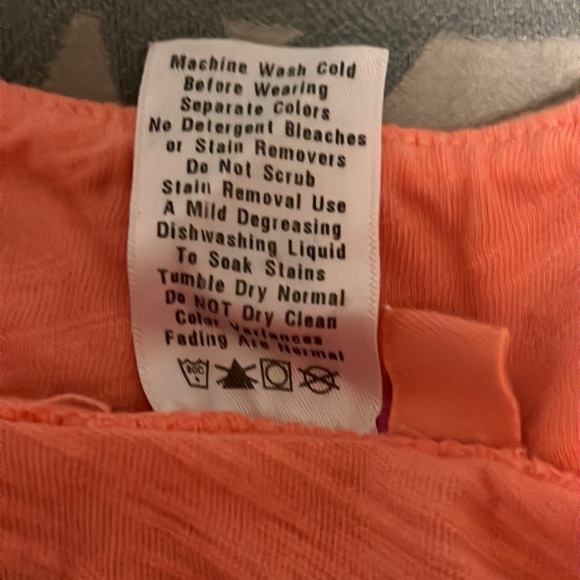 Machine Wash Cold
Before Wearing
Separate Colors
No Detergent Bleaches
or Stain Removers
Do Not Scrub
Stain Removal Use
A Mild Degreasing
Dishwashing Liquid
To Soak Stains
Tumble Dry Normal
Do NOT Dry Clean
Color Variances
Fading Are Normal